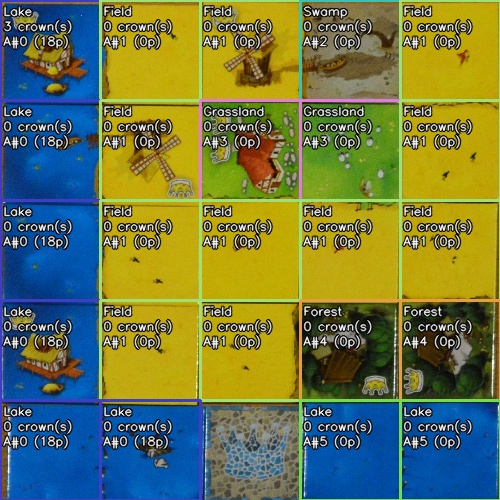 Lake
3 crown(s)
A#0 (18p)
Field
0 crown(s)
A#1 (0p)
Field
0 crown(s)
A#1 (0p)
Swamp
0 crown(s)
A#2 (0p)
Field
0 crown(s)
A#1 (0p)
Lake
0 crown(s)
A#0 (18p)
Field
0 crown(s)
A#1 (0p)
Grassland
0 crown(s)
A#3 (0p)
Grassland
0 crown(s)
A#3 (0p)
Field
0 crown(s)
A#1 (0p)
Lake
0 crown(s)
A#0 (18p)
Field
0 crown(s)
A#1 (0p)
Field
0 crown(s)
A#1 (0p)
Field
0 crown(s)
A#1 (0p)
Field
0 crown(s)
A#1 (0p)
Lake
0 crown(s)
A#0 (18p)
Field
0 crown(s)
A#1 (0p)
Field
0 crown(s)
A#1 (0p)
Forest
0 crown(s)
A#4 (0p)
Forest
0 crown(s)
A#4 (0p)
Lake
0 crown(s)
A#0 (18p)
Lake
0 crown(s)
A#0 (18p)
Lake
0 crown(s)
A#5 (0p)
Lake
0 crown(s)
A#5 (0p)